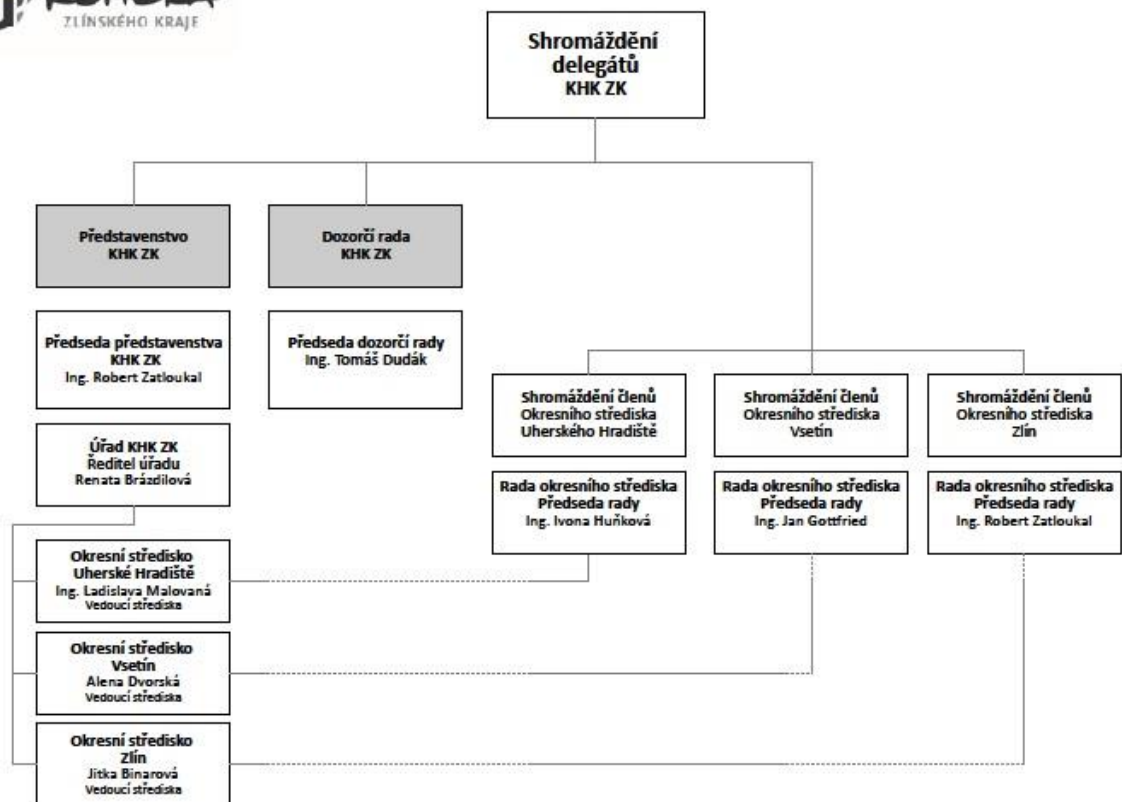 ZLÍNSKÉHO KRAJE
Shromáždění
delegátů
KHK ZK
Představenstvo
KHK ZK
Dozorčí rada
KHK ZK
Předseda představenstva
KHK ZK
Ing. Robert Zatloukal
Předseda dozorčí rady
Ing. Tomáš Dudák
Úřad KHK ZK
Ředitel úřadu
Renata Brázdilová
Shromáždění členů
Okresního střediska
Uherského Hradiště
Shromáždění členů
Okresního střediska
Vsetín
Shromáždění členů
Okresního střediska
Zlín
Rada okresního střediska
Předseda rady
Ing. Ivona Huňková
Rada okresního střediska
Předseda rady
Ing. Jan Gottfried
Rada okresního střediska
Předseda rady
Ing. Robert Zatloukal
Okresní středisko
Uherské Hradiště
Ing. Ladislava Malovaná
Vedoucí střediska
Okresní středisko
Vsetín
Alena Dvorská
Vedoucí střediska
Okresní středisko
Zlín
Jitka Binarová
Vedoucí střediska